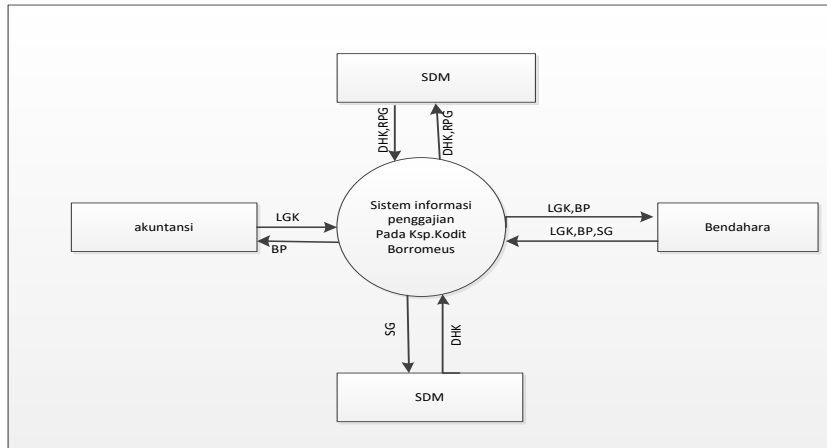 SDM
DHK,RPG
DHK,RPG
akuntansi
LGK
BP
Sistem informasi
penggajian
Pada Ksp.Kodit
Borromeus
LGK,BP
LGK,BP,SG
Bendahara
SG
DHK
SDM